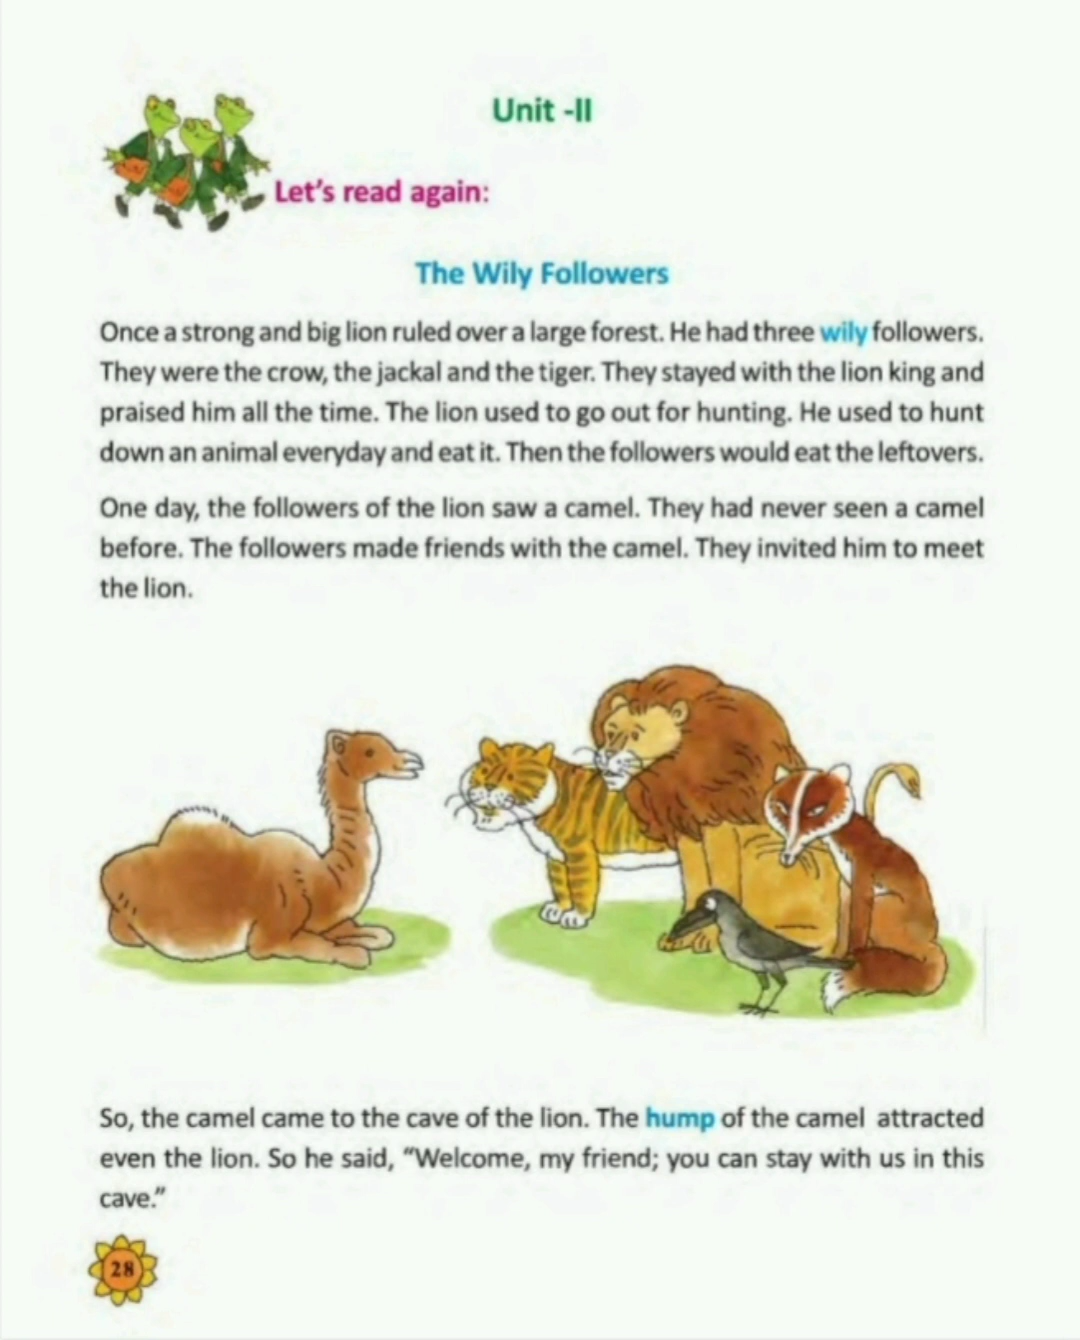 Unit -II
Let's read again:
The Wily Followers
Once a strong and big lion ruled over a large forest. He had three wily followers.
They were the crow, the jackal and the tiger. They stayed with the lion king and
praised him all the time. The lion used to go out for hunting. He used to hunt
down an animal everyday and eat it. Then the followers would eat the leftovers.
One day, the followers of the lion saw a camel. They had never seen a camel
before. The followers made friends with the camel. They invited him to meet
the lion.
So, the camel came to the cave of the lion. The hump of the camel attracted
even the lion. So he said, “Welcome, my friend; you can stay with us in this
cave.”
28